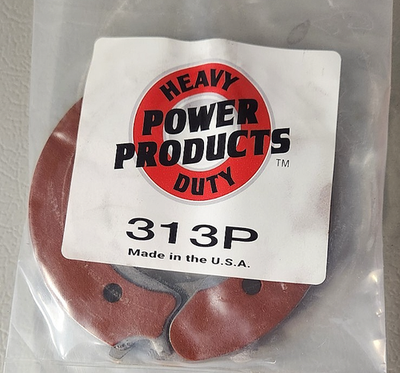 HEAVY
POWER
PRODUCTS
TM
DUTY
313P
Made in the U.S.A.